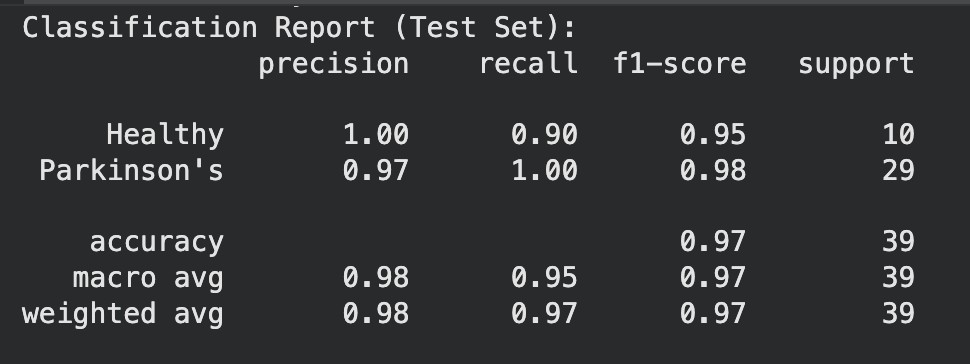 Classification Report (Test Set):
precision recall f1-score support
Healthy 1.00 0.90 0.95 10
Parkinson's 0.97 1.00 0.98 29
accuracy 0.97 39
macro avg 0.98 0.95 0.97 39
weighted avg 0.98 0.97 0.97 39